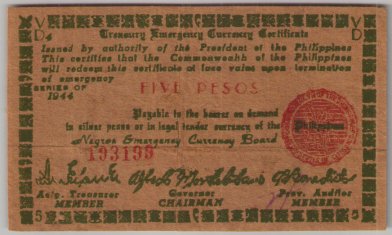 V
D
D4
Treasury Emergency Currency Certificate
Issued by authority of the President of the Philippines
This certifies that the Commonwealth of the Philippines
will redeem this certificate at face value upon termination
of emergency
SERIES OF
1944
FIVE PESOS
Payable to the bearer on demand
in silver pesos or in legal tender currency of the Philippines
Negros Emergency Currency Board
193199
Actg. Treasurer
Governor
Prov. Auditor
MEMBER
CHAIRMAN
MEMBER
5
5